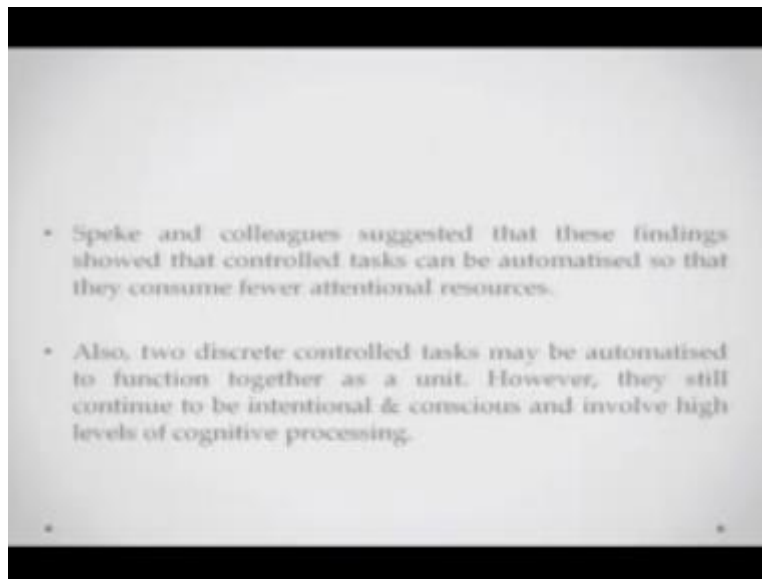 • Speke and colleagues suggested that these findings
showed that controlled tasks can be automatised so that
they consume fewer attentional resources.
• Also, two discrete controlled tasks may be automatised
to function together as a unit. However, they still
continue to be intentional & conscious and involve high
levels of cognitive processing.